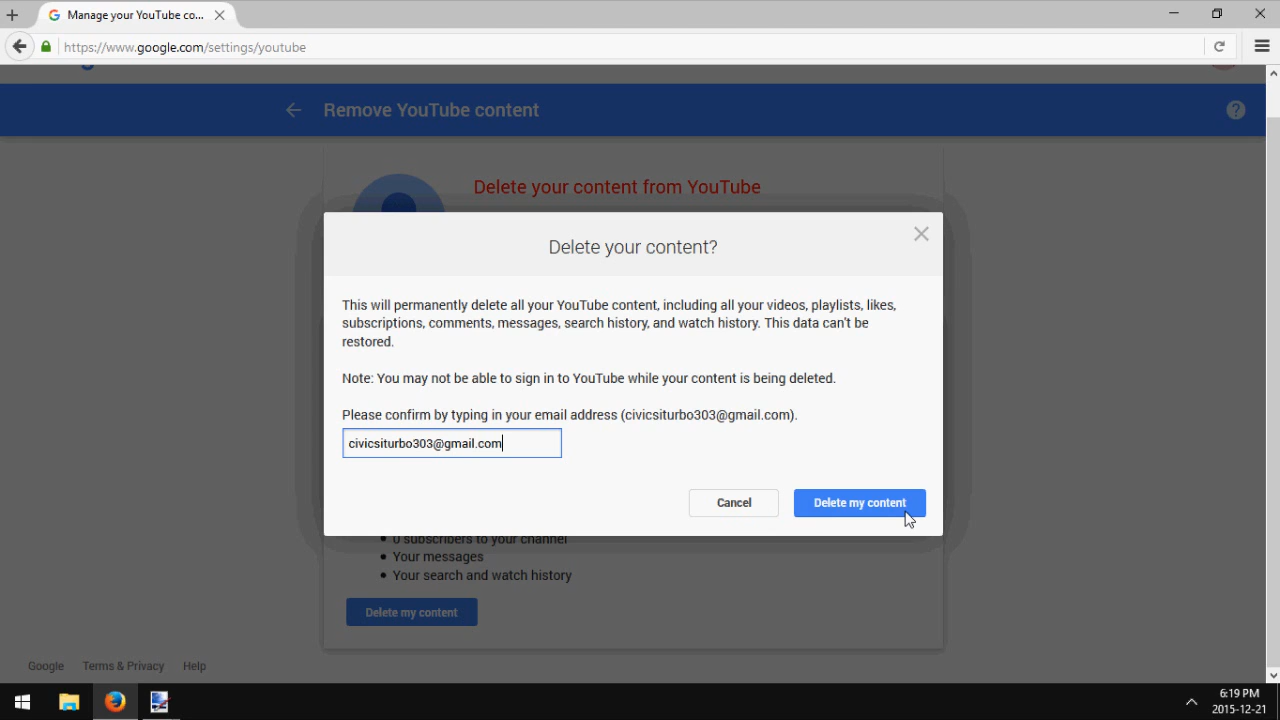 Manage your YouTube co...
https://www.google.com/settings/youtube
Remove YouTube content
Delete your content from YouTube
Delete your content?
This will permanently delete all your YouTube content, including all your videos, playlists, likes,
subscriptions, comments, messages, search history, and watch history. This data can't be
restored.
Note: You may not be able to sign in to YouTube while your content is being deleted.
Please confirm by typing in your email address (civicsiturbo303@gmail.com).
civicsiturbo303@gmail.com
Cancel
Delete my content
• 0 subscribers to your channel
• Your messages
• Your search and watch history
Delete my content
Google
Terms & Privacy
Help
6:19 PM
2015-12-21